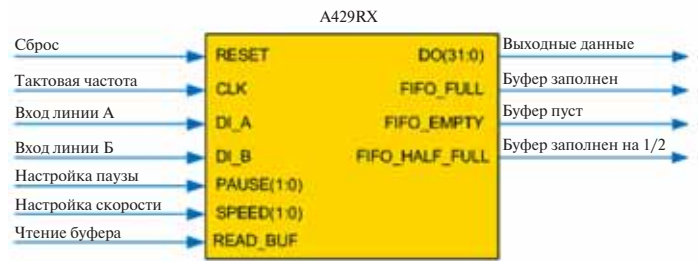 A429RX
Сброс
Тактовая частота
Вход линии А
Вход линии Б
Настройка паузы
Настройка скорости
Чтение буфера
RESET
CLK
DI_A
DI_B
PAUSE(1:0)
SPEED(1:0)
READ_BUF
DO(31:0)
FIFO_FULL
FIFO_EMPTY
FIFO_HALF_FULL
Выходные данные
Буфер заполнен
Буфер пуст
Буфер заполнен на 1/2